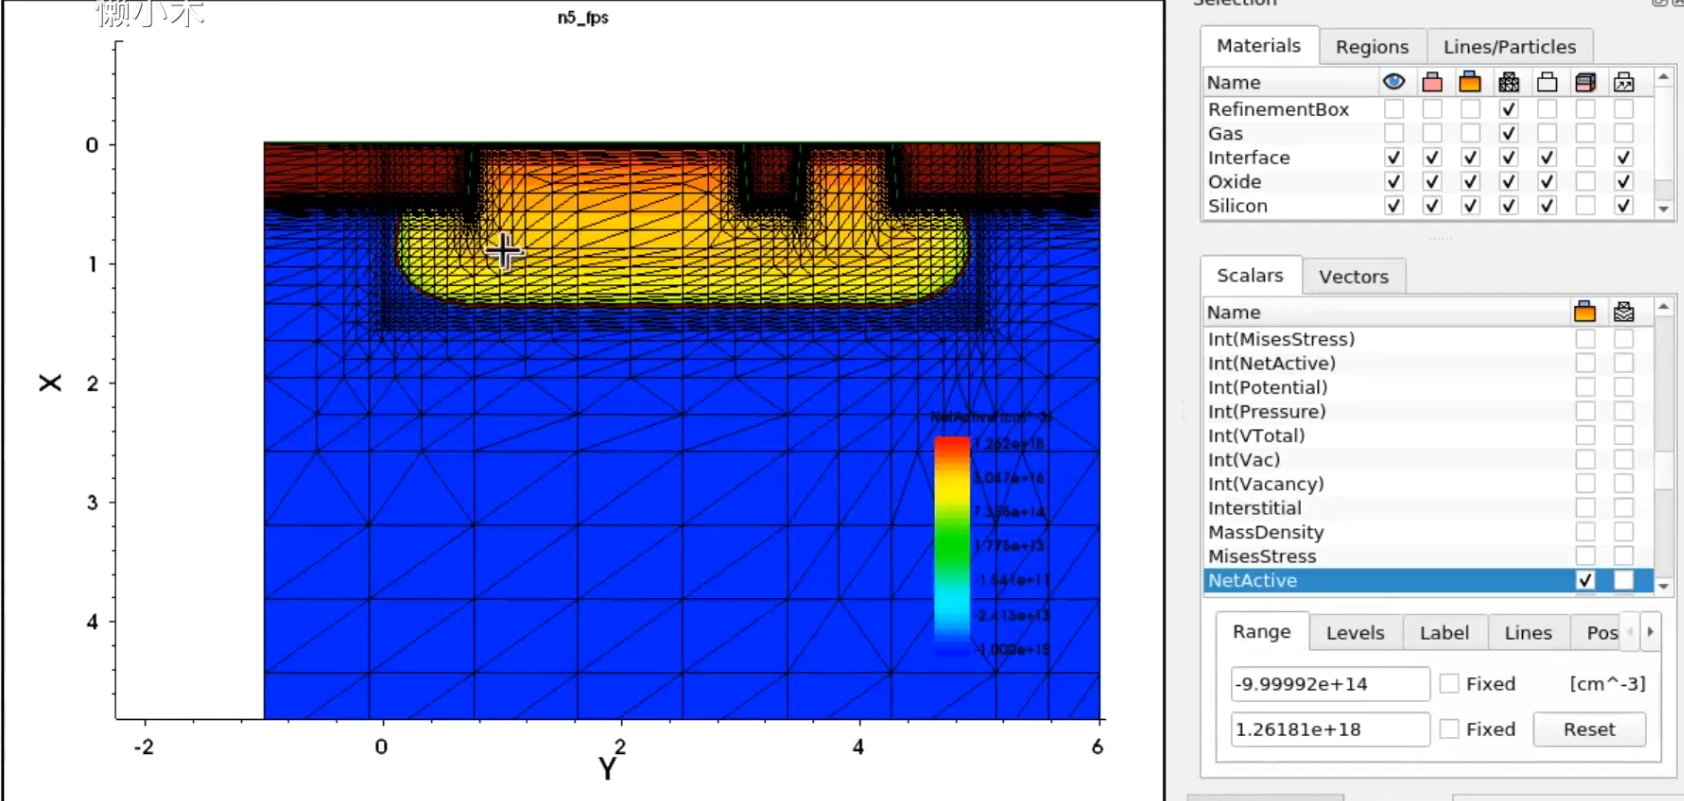 懒小木
n5_fps
0
1
2
3
4
X
-2
0
2
4
6
Y
NetActive (cm^-3)
1.262e+18
3.047e+16
7.356e+14
1.775e+13
-1.541e+11
-2.413e+13
-1.000e+15
Selection
Materials Regions Lines/Particles
Name
RefinementBox
Gas
Interface
Oxide
Silicon
Scalars Vectors
Name
Int(MisesStress)
Int(NetActive)
Int(Potential)
Int(Pressure)
Int(VTotal)
Int(Vac)
Int(Vacancy)
Interstitial
MassDensity
MisesStress
NetActive
Range Levels Label Lines Pos
-9.99992e+14 Fixed [cm^-3]
1.26181e+18 Fixed Reset